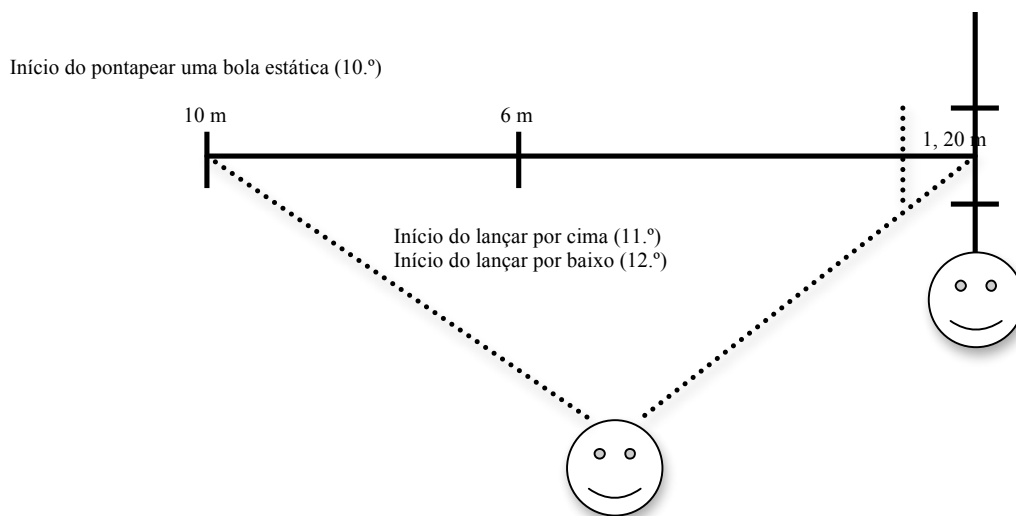 Início do pontapear uma bola estática (10.º)
10 m
6 m
1, 20 m
Início do lançar por cima (11.º)
Início do lançar por baixo (12.º)